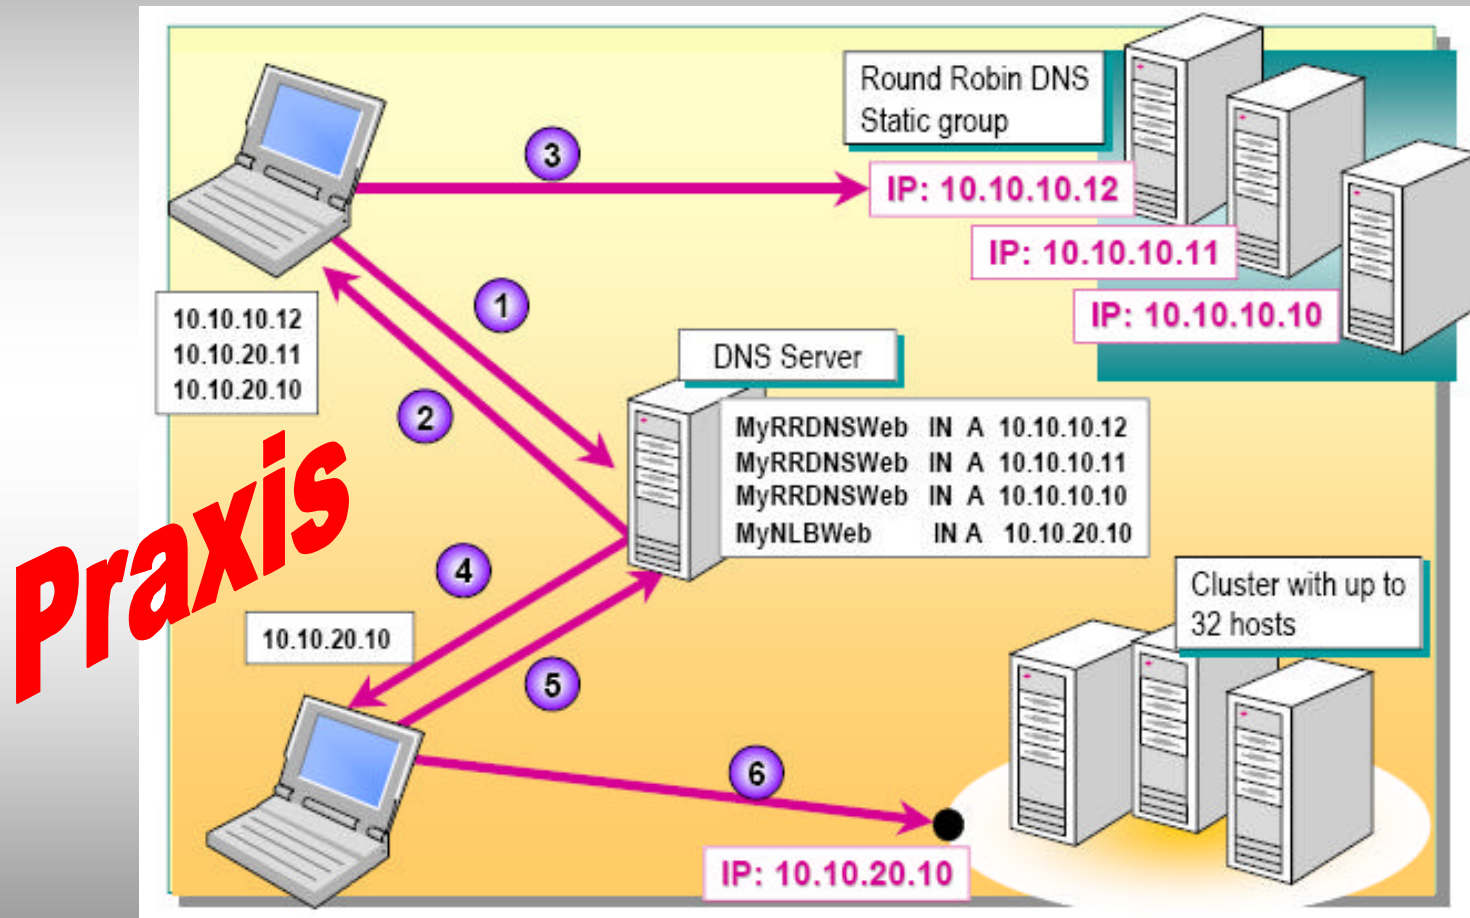 Round Robin DNS
Static group
3
IP: 10.10.10.12
IP: 10.10.10.11
IP: 10.10.10.10
1
10.10.10.12
10.10.20.11
10.10.20.10
2
DNS Server
MyRRDNSWeb IN A 10.10.10.12
MyRRDNSWeb IN A 10.10.10.11
MyRRDNSWeb IN A 10.10.10.10
MyNLBWeb IN A 10.10.20.10
Praxis
4
10.10.20.10
5
Cluster with up to
32 hosts
6
IP: 10.10.20.10